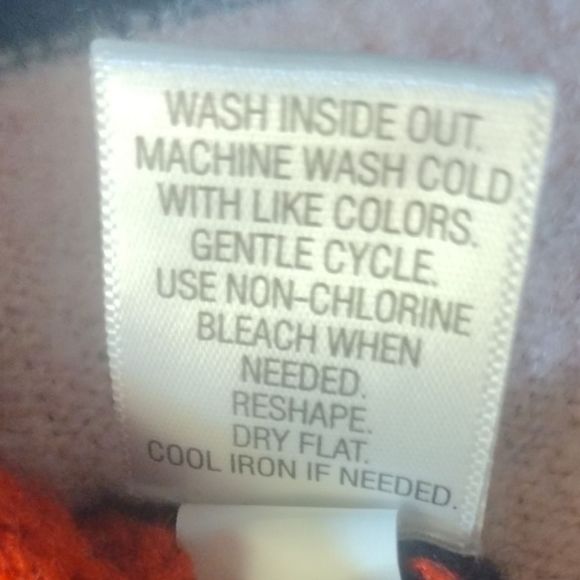 WASH INSIDE OUT.
MACHINE WASH COLD
WITH LIKE COLORS.
GENTLE CYCLE.
USE NON-CHLORINE
BLEACH WHEN
NEEDED.
RESHAPE.
DRY FLAT.
COOL IRON IF NEEDED.